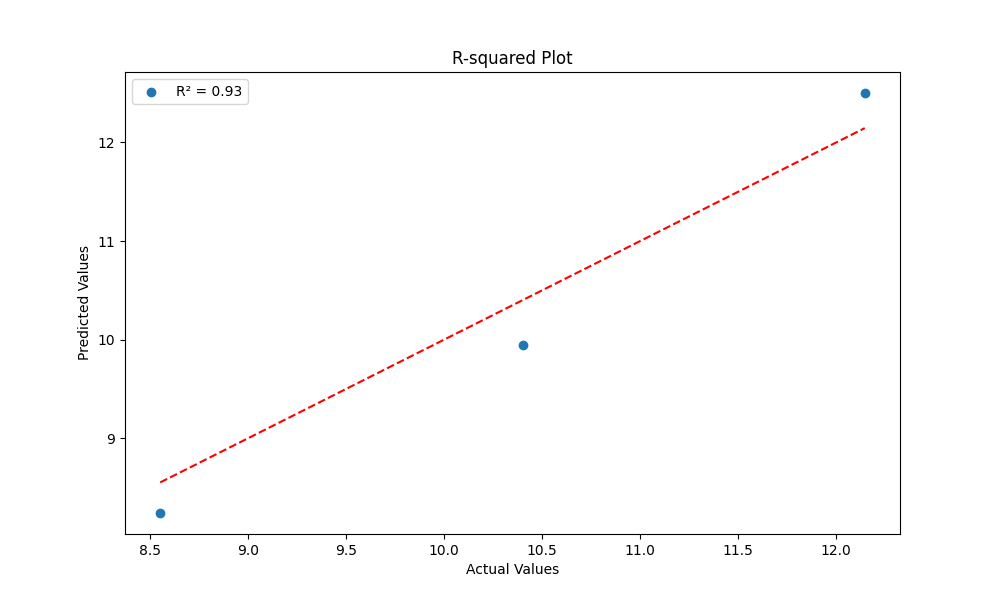 R-squared Plot
R² = 0.93
Predicted Values
12
11
10
9
8.5 9.0 9.5 10.0 10.5 11.0 11.5 12.0
Actual Values